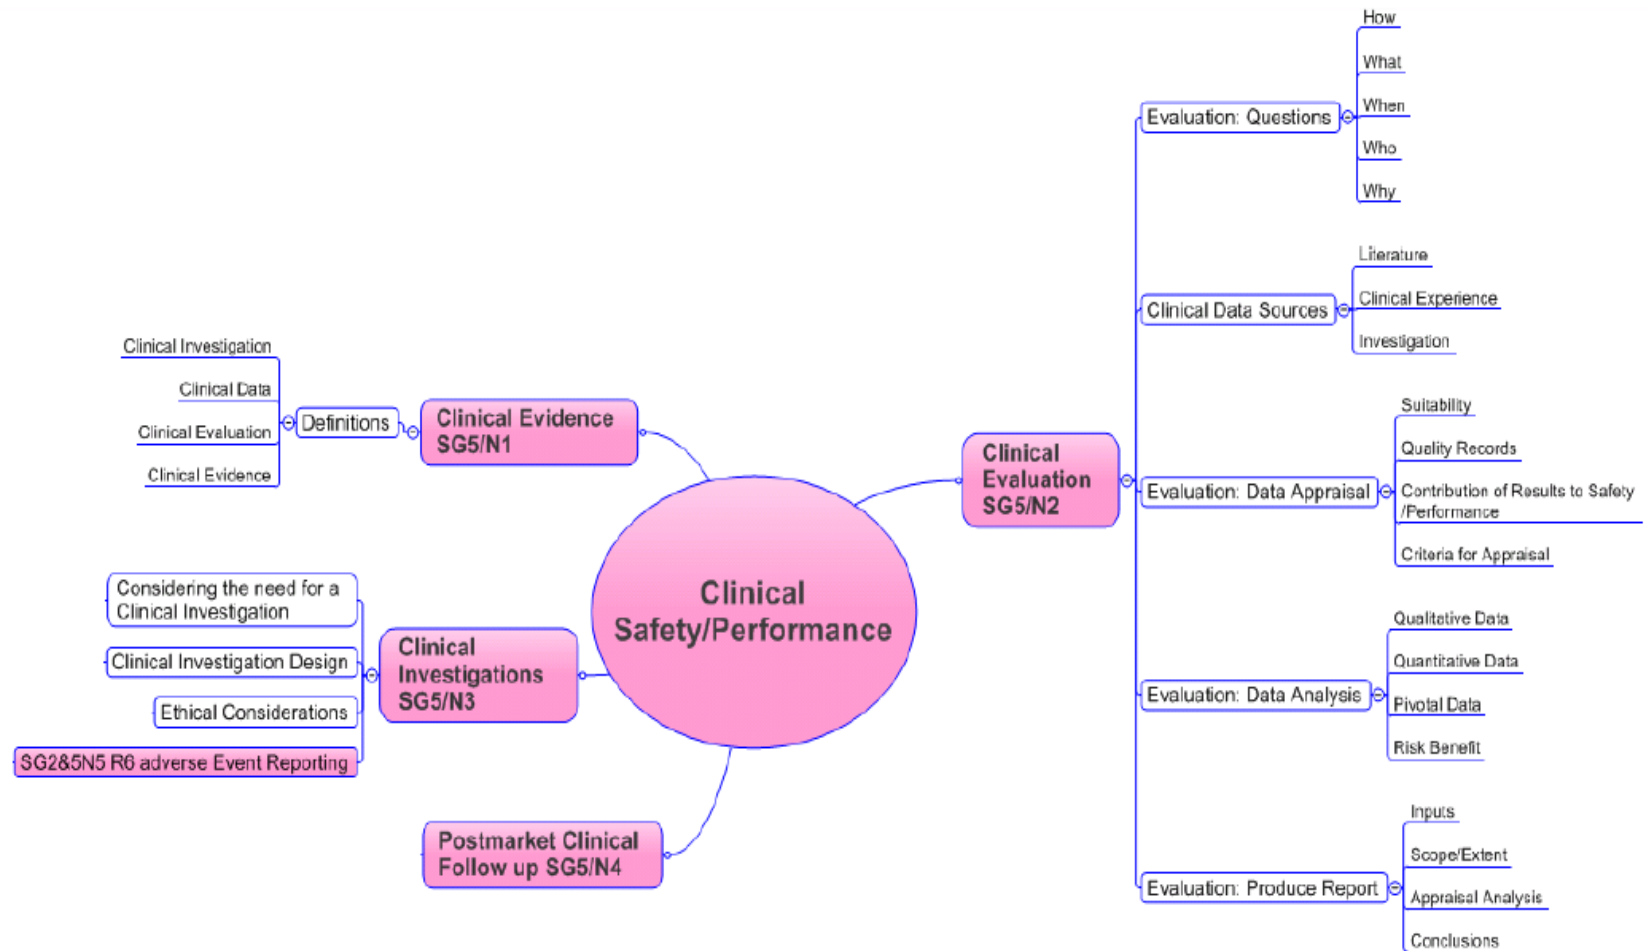 Clinical
Safety/Performance
Clinical Evidence
SG5/N1
Definitions
Clinical Investigation
Clinical Data
Clinical Evaluation
Clinical Evidence
Clinical
Evaluation
SG5/N2
Evaluation: Questions
How
What
When
Who
Why
Clinical Data Sources
Literature
Clinical Experience
Investigation
Evaluation: Data Appraisal
Suitability
Quality Records
Contribution of Results to Safety
/Performance
Criteria for Appraisal
Evaluation: Data Analysis
Qualitative Data
Quantitative Data
Pivotal Data
Risk Benefit
Evaluation: Produce Report
Inputs
Scope/Extent
Appraisal Analysis
Conclusions
Clinical
Investigations
SG5/N3
Considering the need for a
Clinical Investigation
Clinical Investigation Design
Ethical Considerations
SG2&5N5 R6 adverse Event Reporting
Postmarket Clinical
Follow up SG5/N4